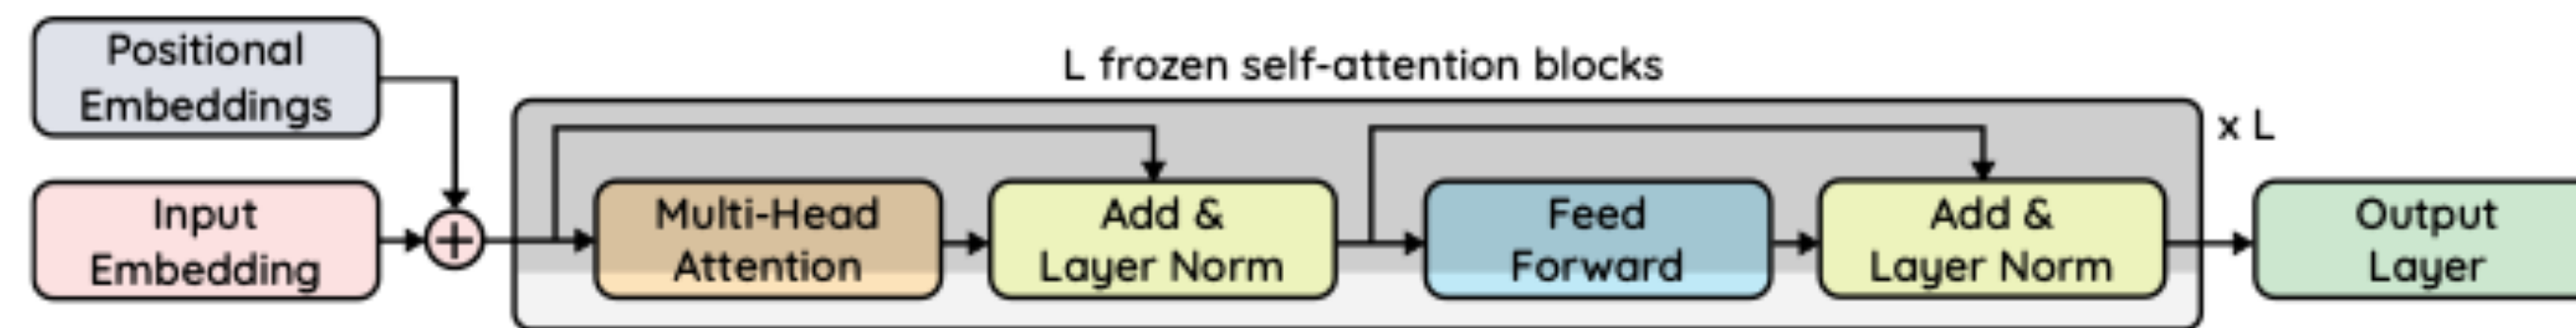 Positional
Embeddings
L frozen self-attention blocks
x L
Input
Embedding
+
Multi-Head
Attention
Add &
Layer Norm
Feed
Forward
Add &
Layer Norm
Output
Layer